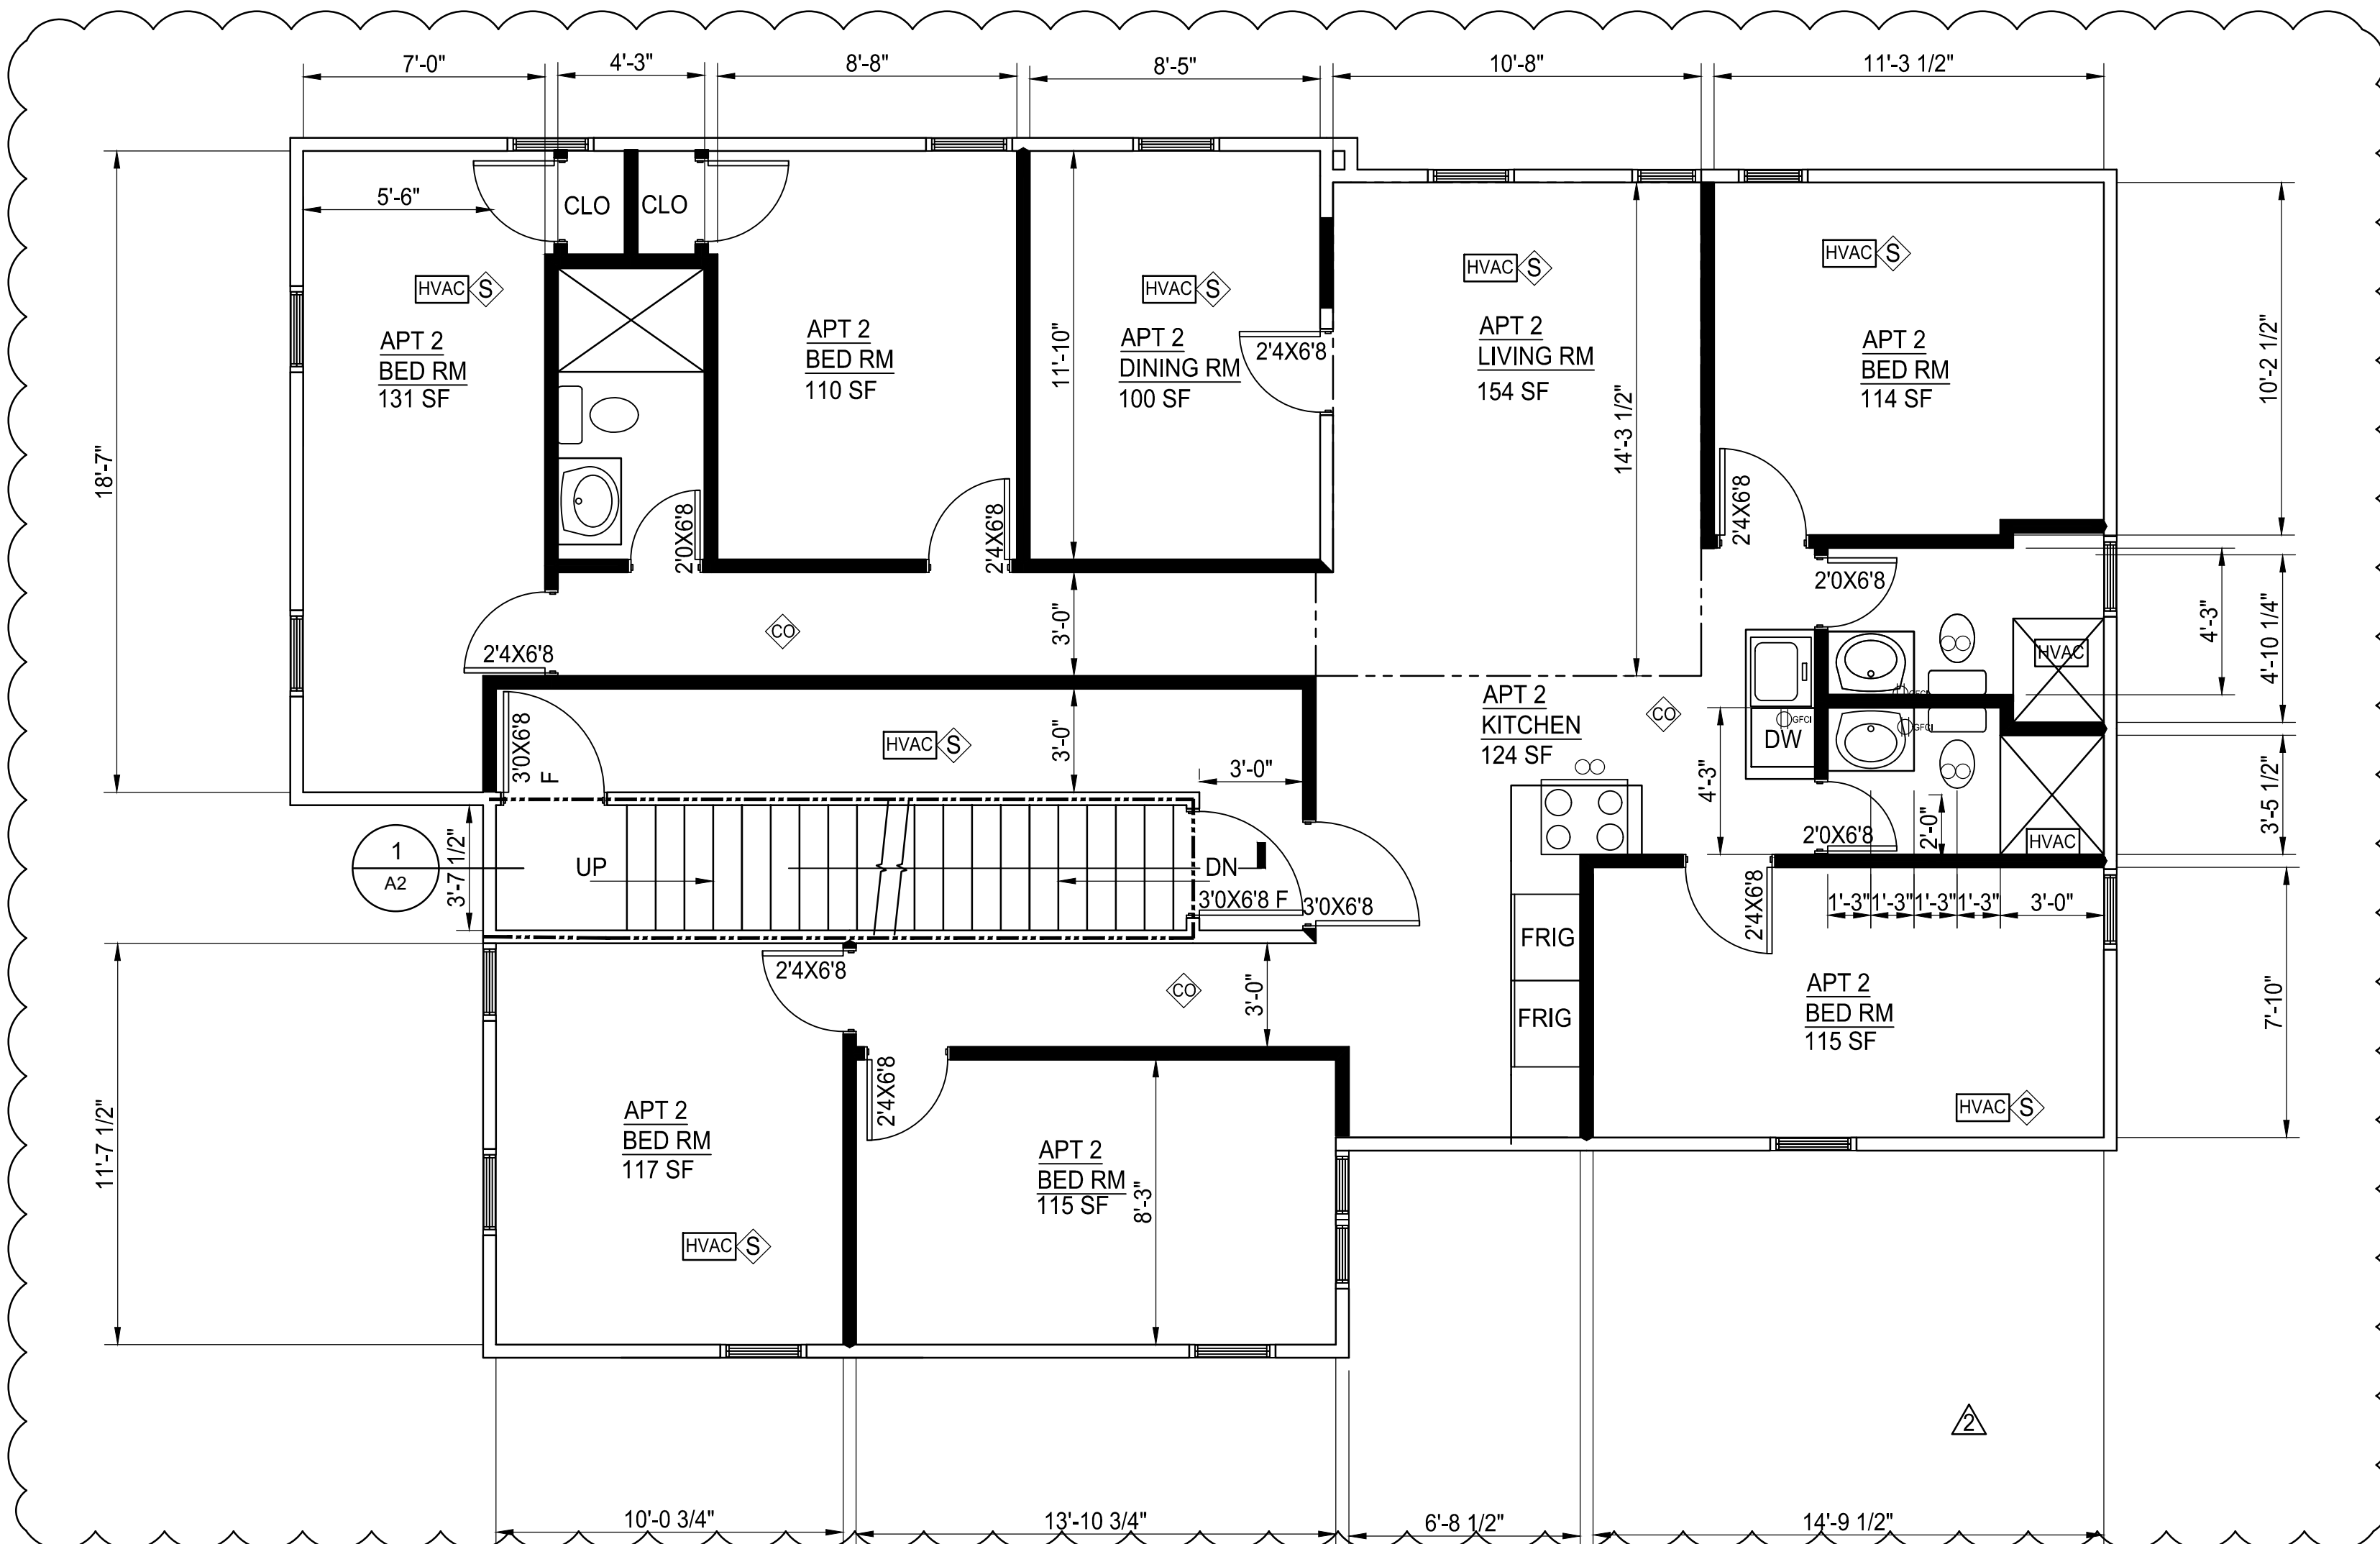 7'-0"
4'-3"
8'-8"
8'-5"
10'-8"
11'-3 1/2"
5'-6"
CLO
CLO
HVAC S
HVAC S
HVAC S
HVAC S
18'-7"
APT 2
BED RM
131 SF
APT 2
BED RM
110 SF
11'-10"
APT 2
DINING RM
100 SF
2'4X6'8
APT 2
LIVING RM
154 SF
14'-3 1/2"
APT 2
BED RM
114 SF
10'-2 1/2"
2'0X6'8
2'4X6'8
2'4X6'8
2'0X6'8
4'-3"
4'-10 1/4"
CO
3'-0"
2'4X6'8
HVAC
GFCI
3'0X6'8
F
HVAC S
3'-0"
3'-0"
APT 2
KITCHEN
124 SF
CO
GFCI
DW
GFCI
4'-3"
2'0X6'8
2'-0"
HVAC
3'-5 1/2"
1
A2
3'-7 1/2"
UP
DN
3'0X6'8 F
3'0X6'8
2'4X6'8
1'-3"
1'-3"
1'-3"
1'-3"
3'-0"
FRIG
FRIG
2'4X6'8
CO
3'-0"
APT 2
BED RM
115 SF
7'-10"
HVAC S
11'-7 1/2"
2'4X6'8
APT 2
BED RM
117 SF
HVAC S
APT 2
BED RM
115 SF
8'-3"
2
10'-0 3/4"
13'-10 3/4"
6'-8 1/2"
14'-9 1/2"